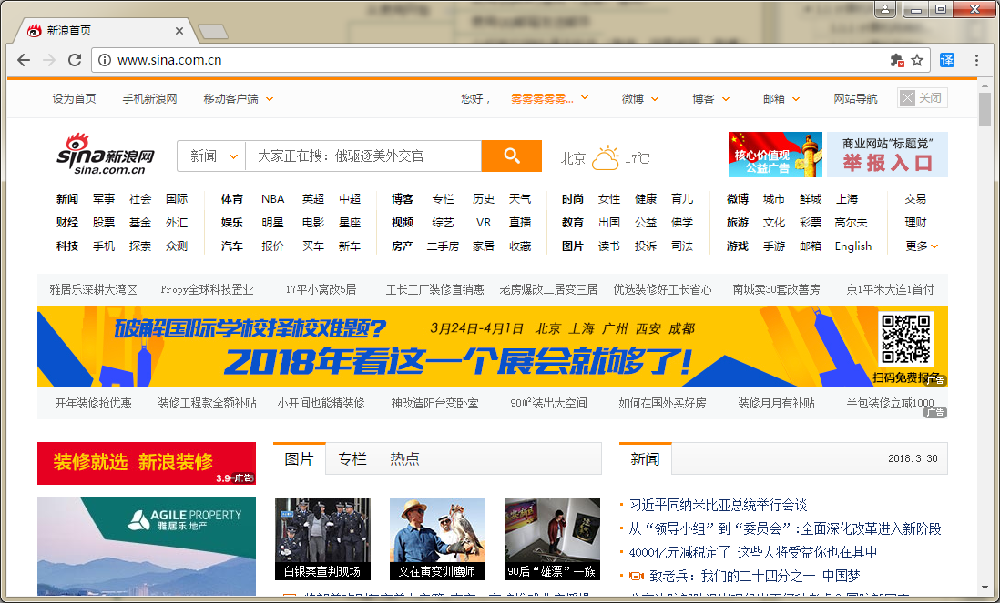 新浪首页
www.sina.com.cn
译
设为首页 手机新浪网 移动客户端 您好， 雾雾雾雾雾... 微博 博客 邮箱 网站导航 关闭
sina新浪网
sina.com.cn
新闻 大家正在搜：俄驱逐美外交官
北京 17℃
核心价值观
公益广告
商业网站“标题党”
举报入口
新闻 军事 社会 国际 体育 NBA 英超 中超 博客 专栏 历史 天气 时尚 女性 健康 育儿 微博 城市 鲜城 上海 交易
财经 股票 基金 外汇 娱乐 明星 电影 星座 视频 综艺 VR 直播 教育 出国 公益 佛学 旅游 文化 彩票 高尔夫 理财
科技 手机 探索 众测 汽车 报价 买车 新车 房产 二手房 家居 收藏 图片 读书 投诉 司法 游戏 手游 邮箱 English 更多
雅居乐深耕大湾区 Propy全球科技置业 17平小窝改5居 工长工厂装修直销惠 老房爆改二居变三居 优选装修好工长省心 南城卖30套改善房 京1平米大连1首付
破解国际学校择校难题? 3月24日-4月1日 北京 上海 广州 西安 成都
2018年看这一个展会就够了!
扫码免费报名
广告
开年装修抢优惠 装修工程款全额补贴 小开间也能精装修 神改造阳台变卧室 90㎡装出大空间 如何在国外买好房 装修月月有补贴 半包装修立减1000
广告
装修就选 新浪装修
3.9 广告
AGILE PROPERTY
雅居乐 地产
图片 专栏 热点
白银案宣判现场
文在寅变训鹰师
90后“雄票”一族
新闻 2018.3.30
习近平同纳米比亚总统举行会谈
从“领导小组”到“委员会”:全面深化改革进入新阶段
4000亿元减税定了 这些人将受益你也在其中
致老兵：我们的二十四分之一 中国梦